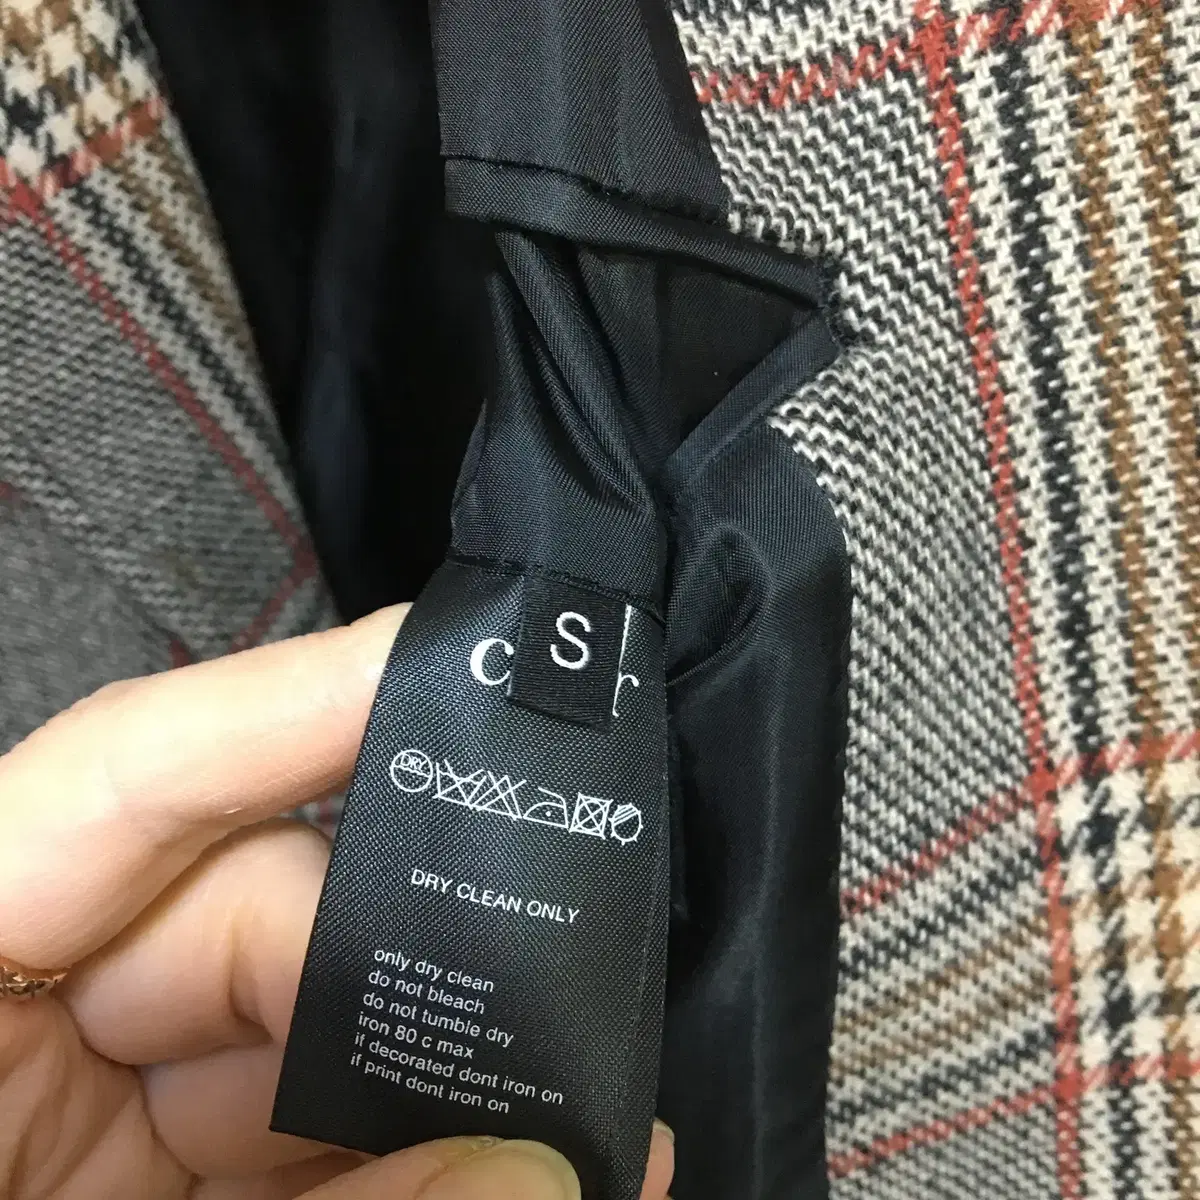 S
DRY
DRY CLEAN ONLY
only dry clean
do not bleach
do not tumble dry
iron 80 c max
if decorated dont iron on
if print dont iron on